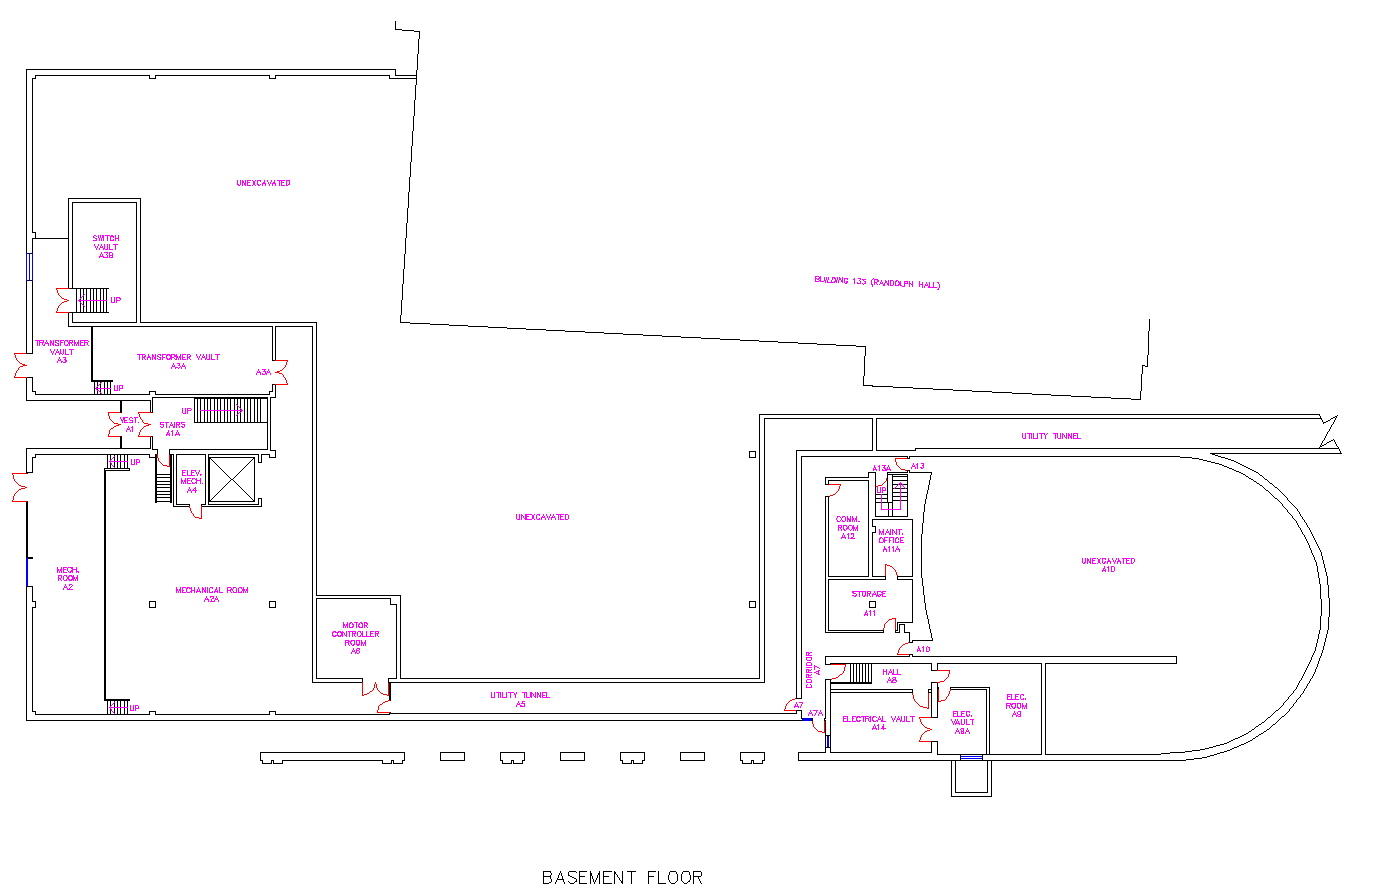 UNEXCAVATED
SWITCH
VAULT
A3B
UP
BUILDING 133 (RANDOLPH HALL)
TRANSFORMER
VAULT
A3
TRANSFORMER VAULT
A3A
A3A
UP
VEST.
A1
STAIRS
A1A
UP
UP
ELEV.
MECH.
A4
MECH.
ROOM
A2
MECHANICAL ROOM
A2A
UP
UNEXCAVATED
MOTOR
CONTROLLER
ROOM
A6
UTILITY TUNNEL
A5
UTILITY TUNNEL
A13A
A13
UP
COMM.
ROOM
A12
MAINT.
OFFICE
A11A
STORAGE
A11
UNEXCAVATED
A10
A10
CORRIDOR
A7
HALL
A8
A7
A7A
ELECTRICAL VAULT
A14
ELEC.
VAULT
A9A
ELEC.
ROOM
A9
BASEMENT FLOOR